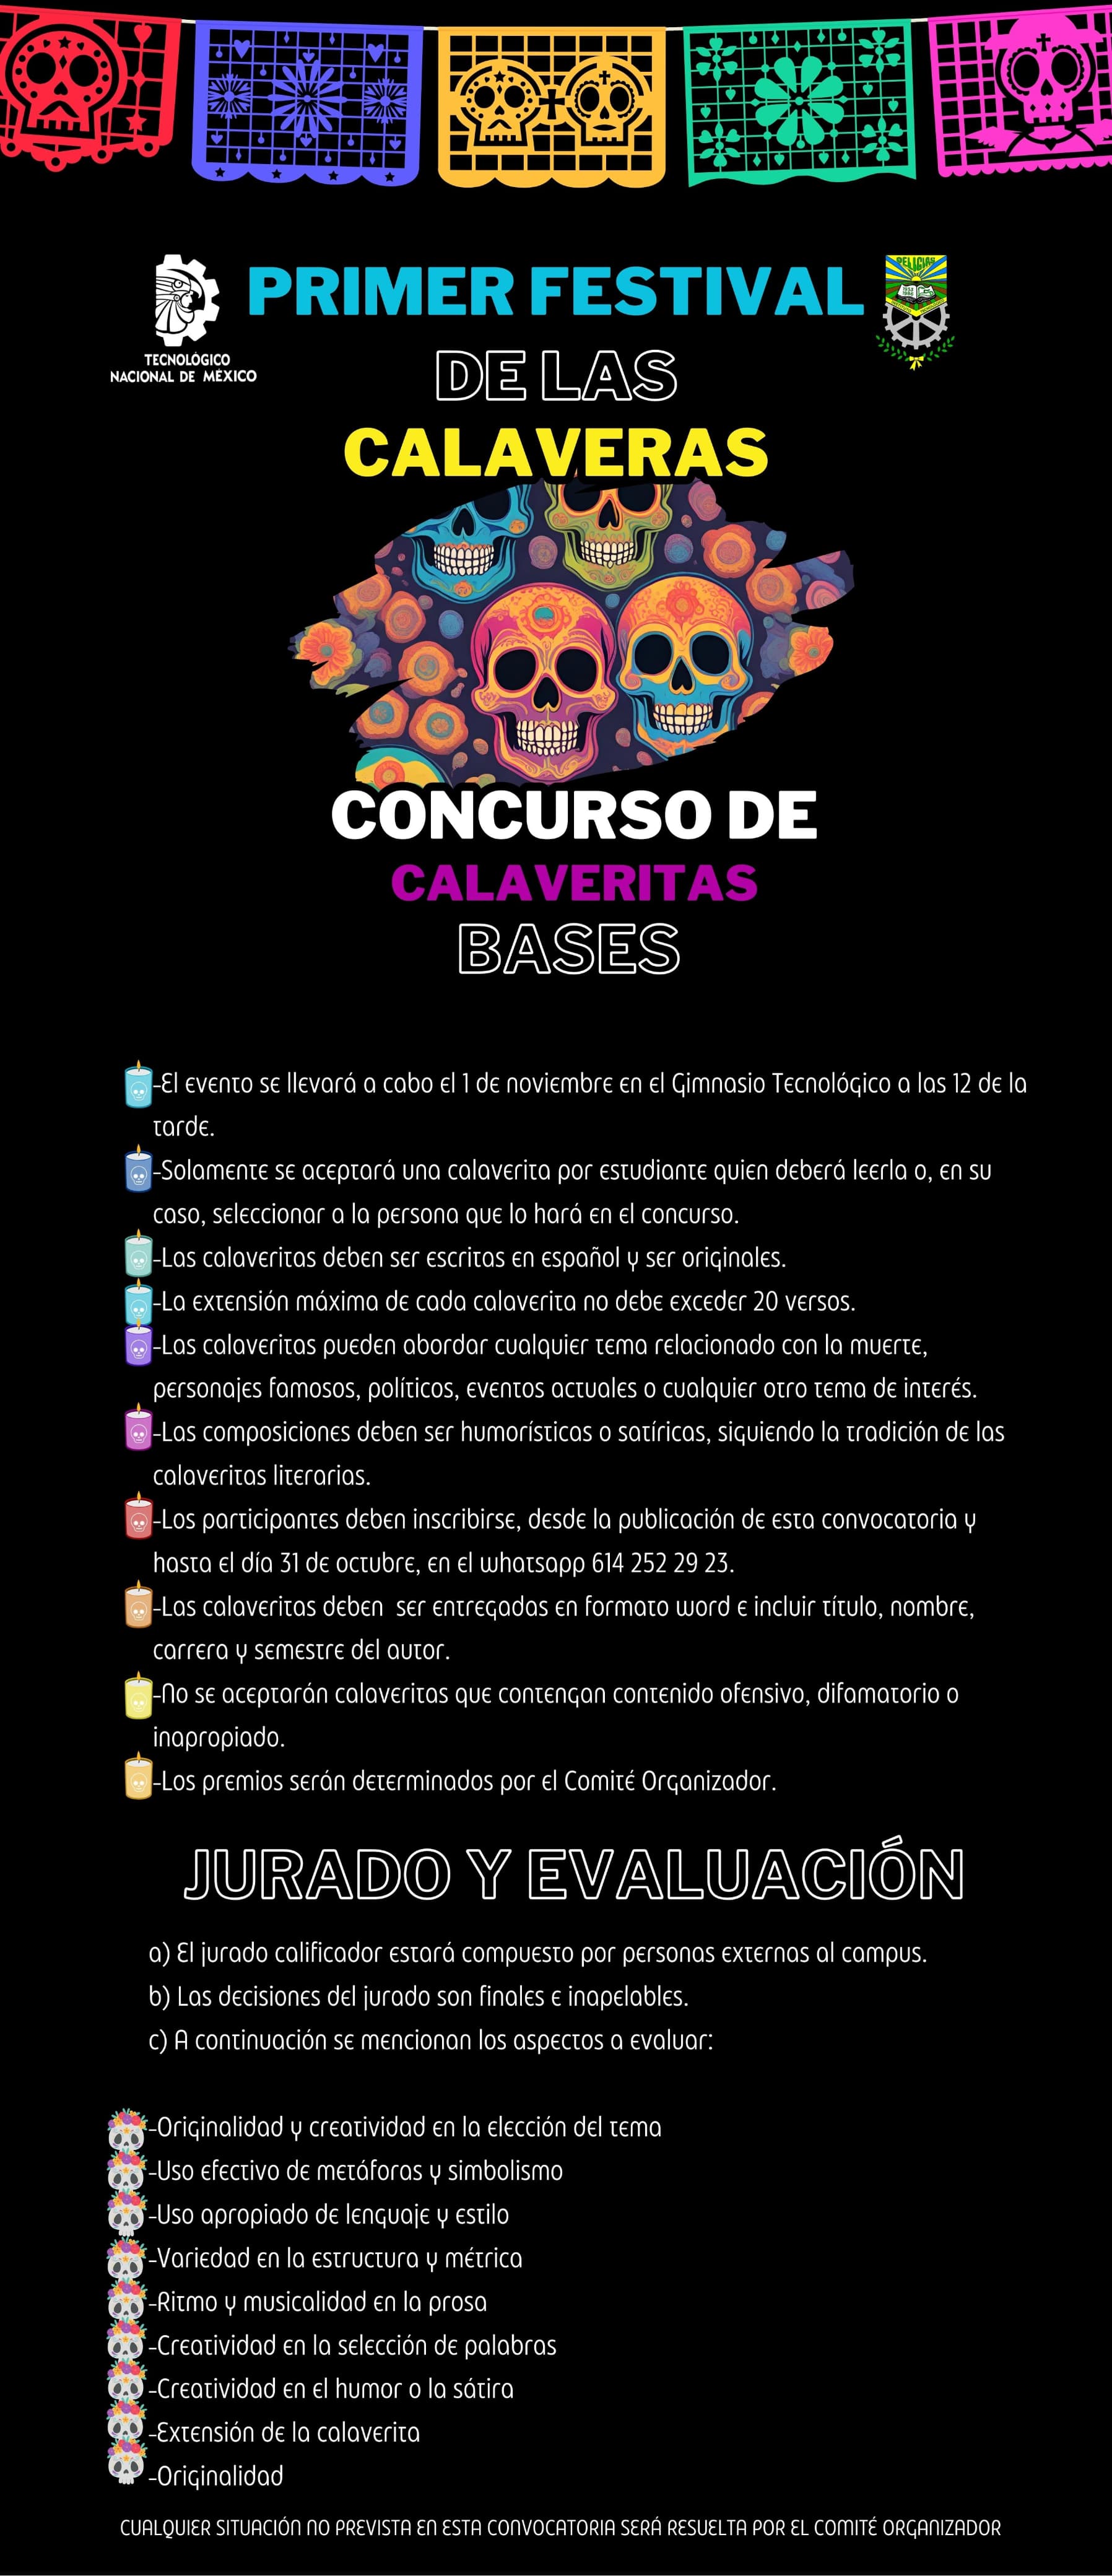 PRIMER FESTIVAL
TECNOLÓGICO
NACIONAL DE MÉXICO
DELICIAS
DE LAS
CALAVERAS
CONCURSO DE
CALAVERITAS
BASES
-El evento se llevará a cabo el 1 de noviembre en el Gimnasio Tecnológico a las 12 de la
tarde.
-Solamente se aceptará una calaverita por estudiante quien deberá leerla o, en su
caso, seleccionar a la persona que lo hará en el concurso.
-Las calaveritas deben ser escritas en español y ser originales.
-La extensión máxima de cada calaverita no debe exceder 20 versos.
-Las calaveritas pueden abordar cualquier tema relacionado con la muerte,
personajes famosos, políticos, eventos actuales o cualquier otro tema de interés.
-Las composiciones deben ser humorísticas o satíricas, siguiendo la tradición de las
calaveritas literarias.
-Los participantes deben inscribirse, desde la publicación de esta convocatoria y
hasta el día 31 de octubre, en el whatsapp 614 252 29 23.
-Las calaveritas deben  ser entregadas en formato word e incluir título, nombre,
carrera y semestre del autor.
-No se aceptarán calaveritas que contengan contenido ofensivo, difamatorio o
inapropiado.
-Los premios serán determinados por el Comité Organizador.
JURADO Y EVALUACIÓN
a) El jurado calificador estará compuesto por personas externas al campus.
b) Las decisiones del jurado son finales e inapelables.
c) A continuación se mencionan los aspectos a evaluar:
-Originalidad y creatividad en la elección del tema
-Uso efectivo de metáforas y simbolismo
-Uso apropiado de lenguaje y estilo
-Variedad en la estructura y métrica
-Ritmo y musicalidad en la prosa
-Creatividad en la selección de palabras
-Creatividad en el humor o la sátira
-Extensión de la calaverita
-Originalidad
CUALQUIER SITUACIÓN NO PREVISTA EN ESTA CONVOCATORIA SERÁ RESUELTA POR EL COMITÉ ORGANIZADOR